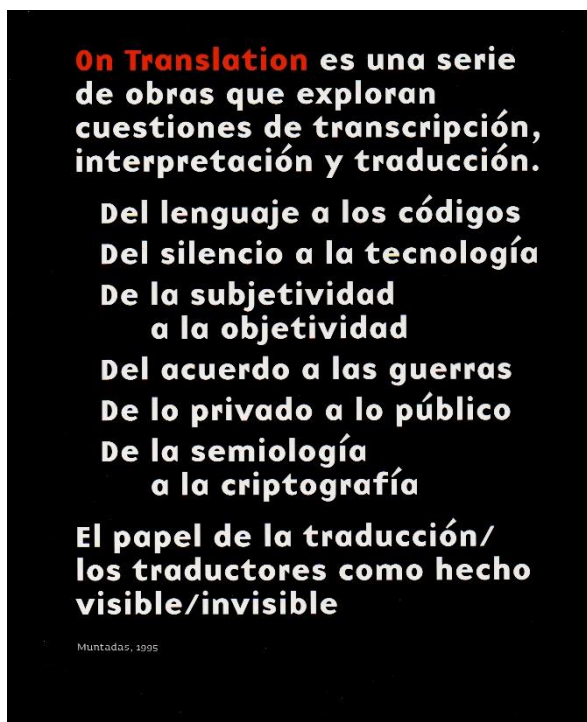 On Translation es una serie
de obras que exploran
cuestiones de transcripción,
interpretación y traducción.
Del lenguaje a los códigos
Del silencio a la tecnología
De la subjetividad
a la objetividad
Del acuerdo a las guerras
De lo privado a lo público
De la semiología
a la criptografía
El papel de la traducción/
los traductores como hecho
visible/invisible
Muntadas, 1995